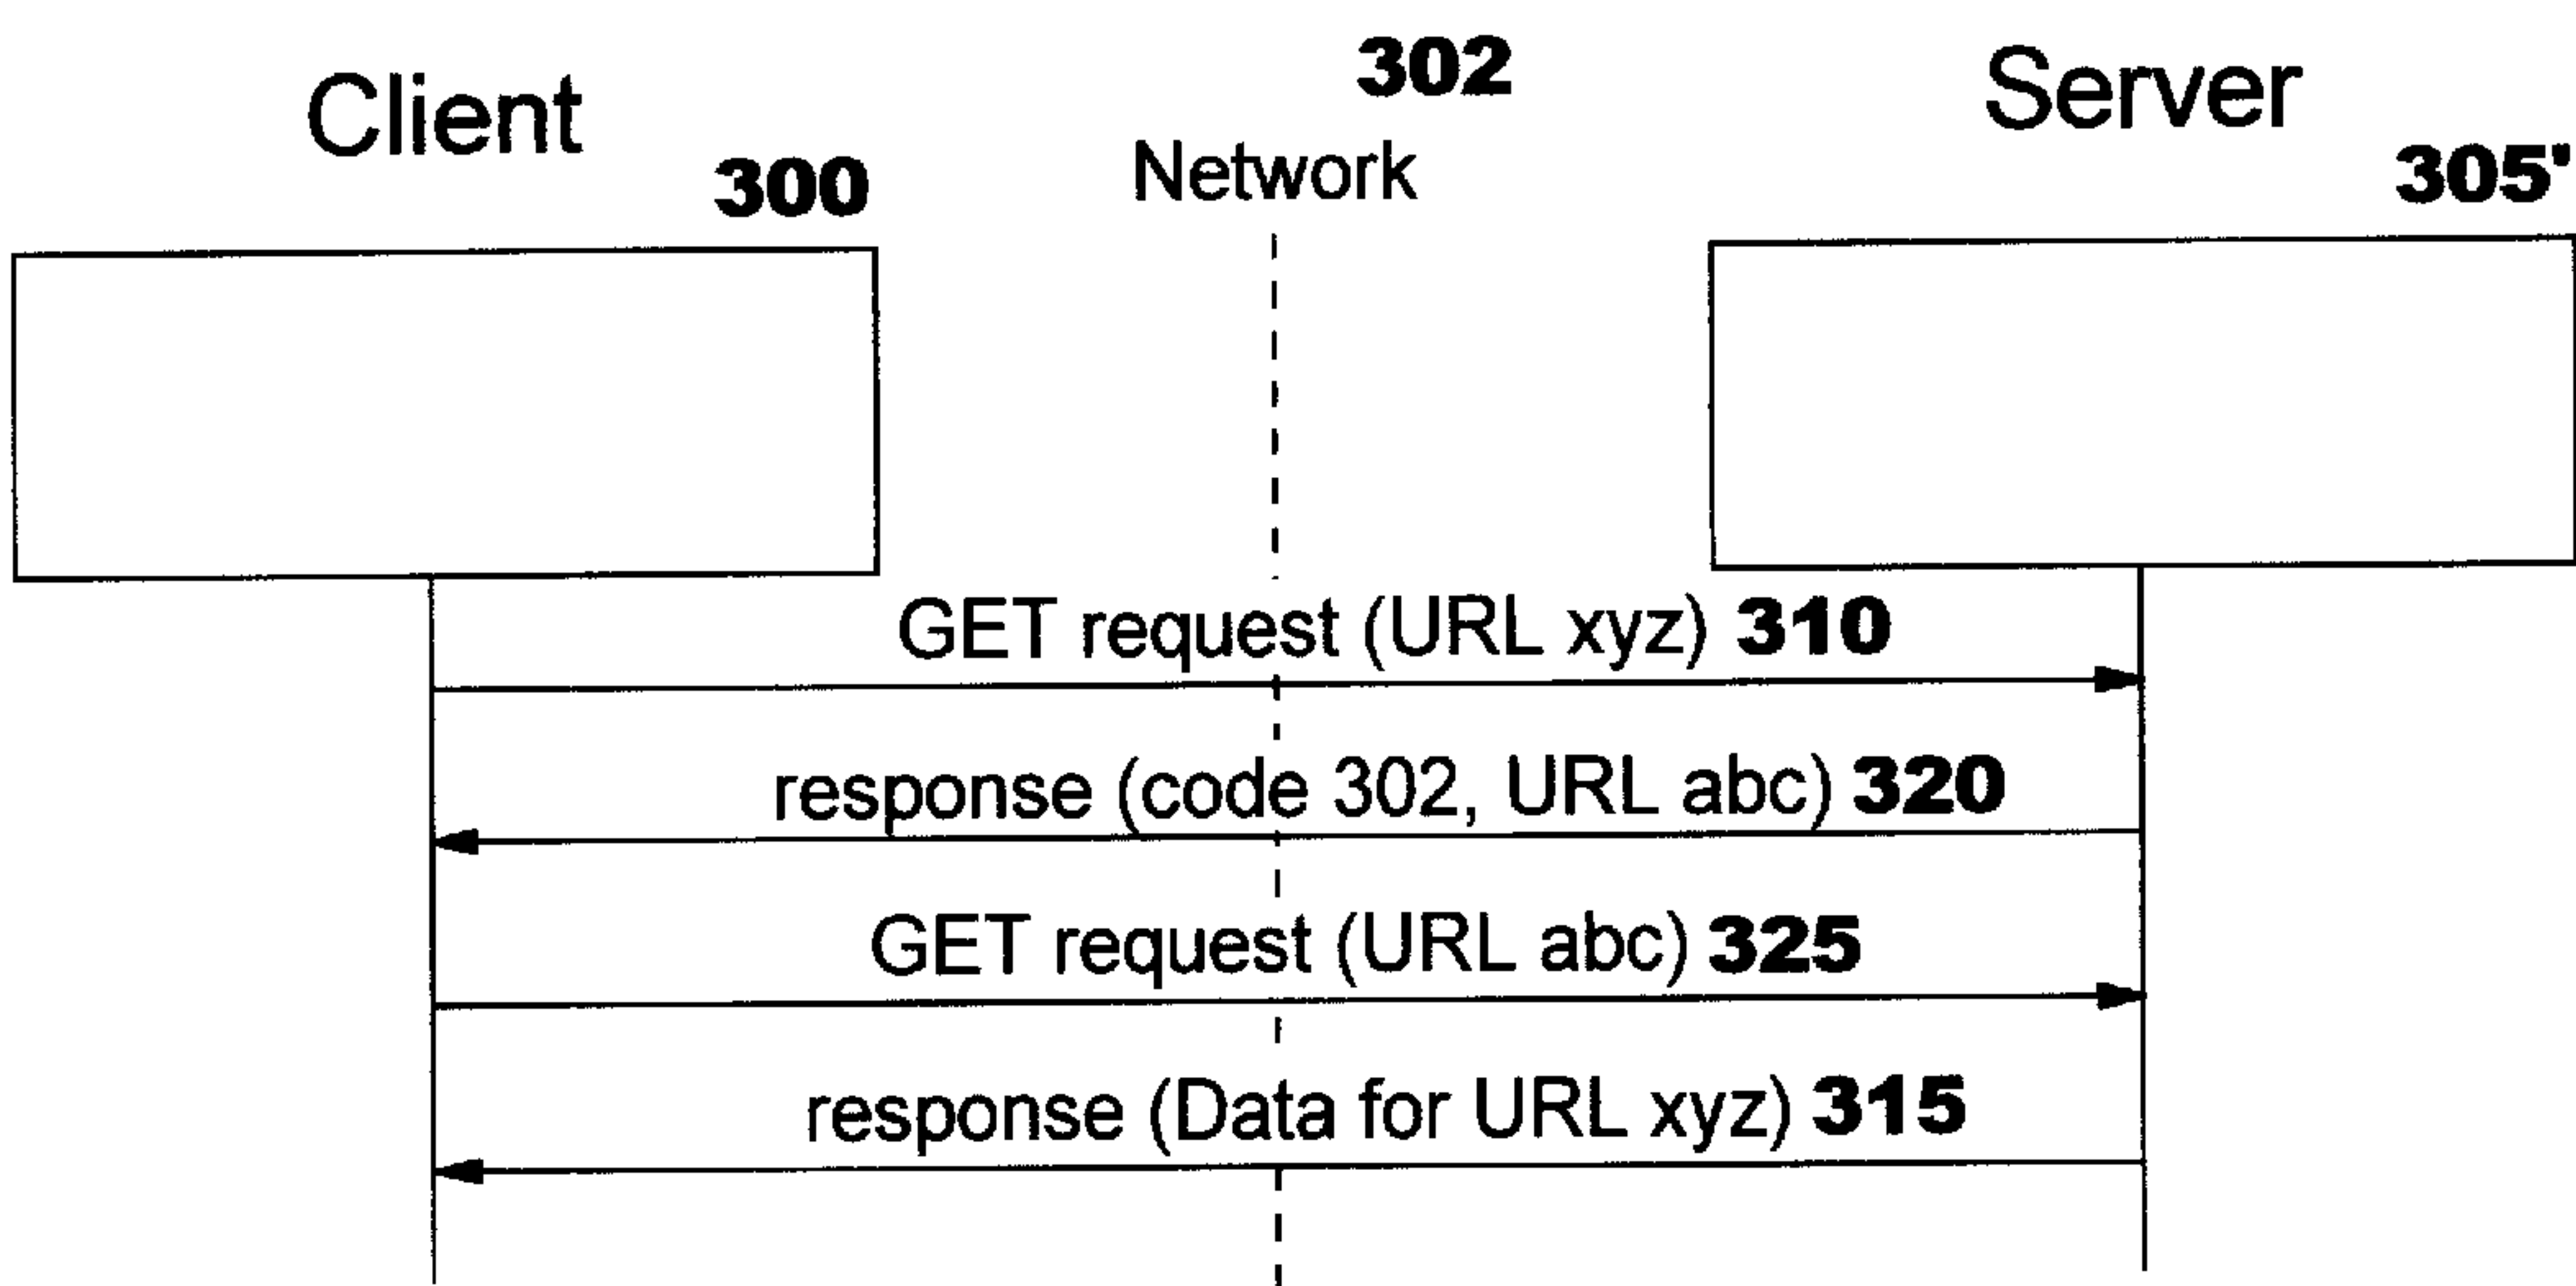 302
Client
Server
300
Network
305'
GET request (URL xyz) 310
response (code 302, URL abc) 320
GET request (URL abc) 325
response (Data for URL xyz) 315